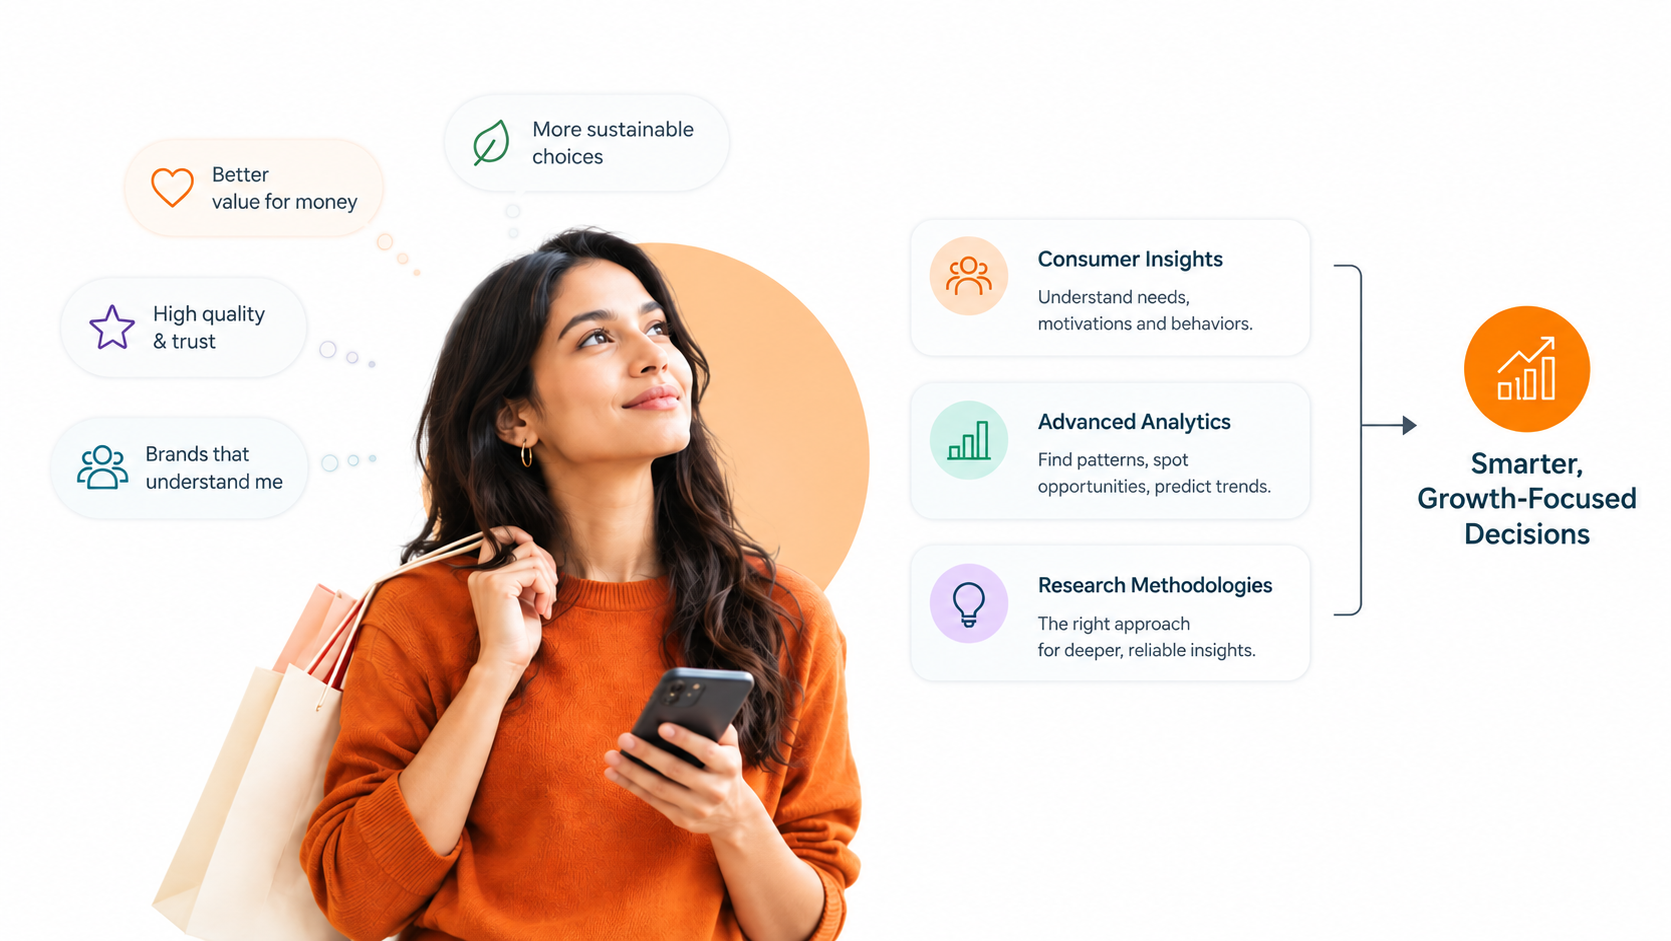 More sustainable
choices
Better
value for money
High quality
& trust
Brands that
understand me
Consumer Insights
Understand needs,
motivations and behaviors.
Advanced Analytics
Find patterns, spot
opportunities, predict trends.
Research Methodologies
The right approach
for deeper, reliable insights.
Smarter,
Growth-Focused
Decisions